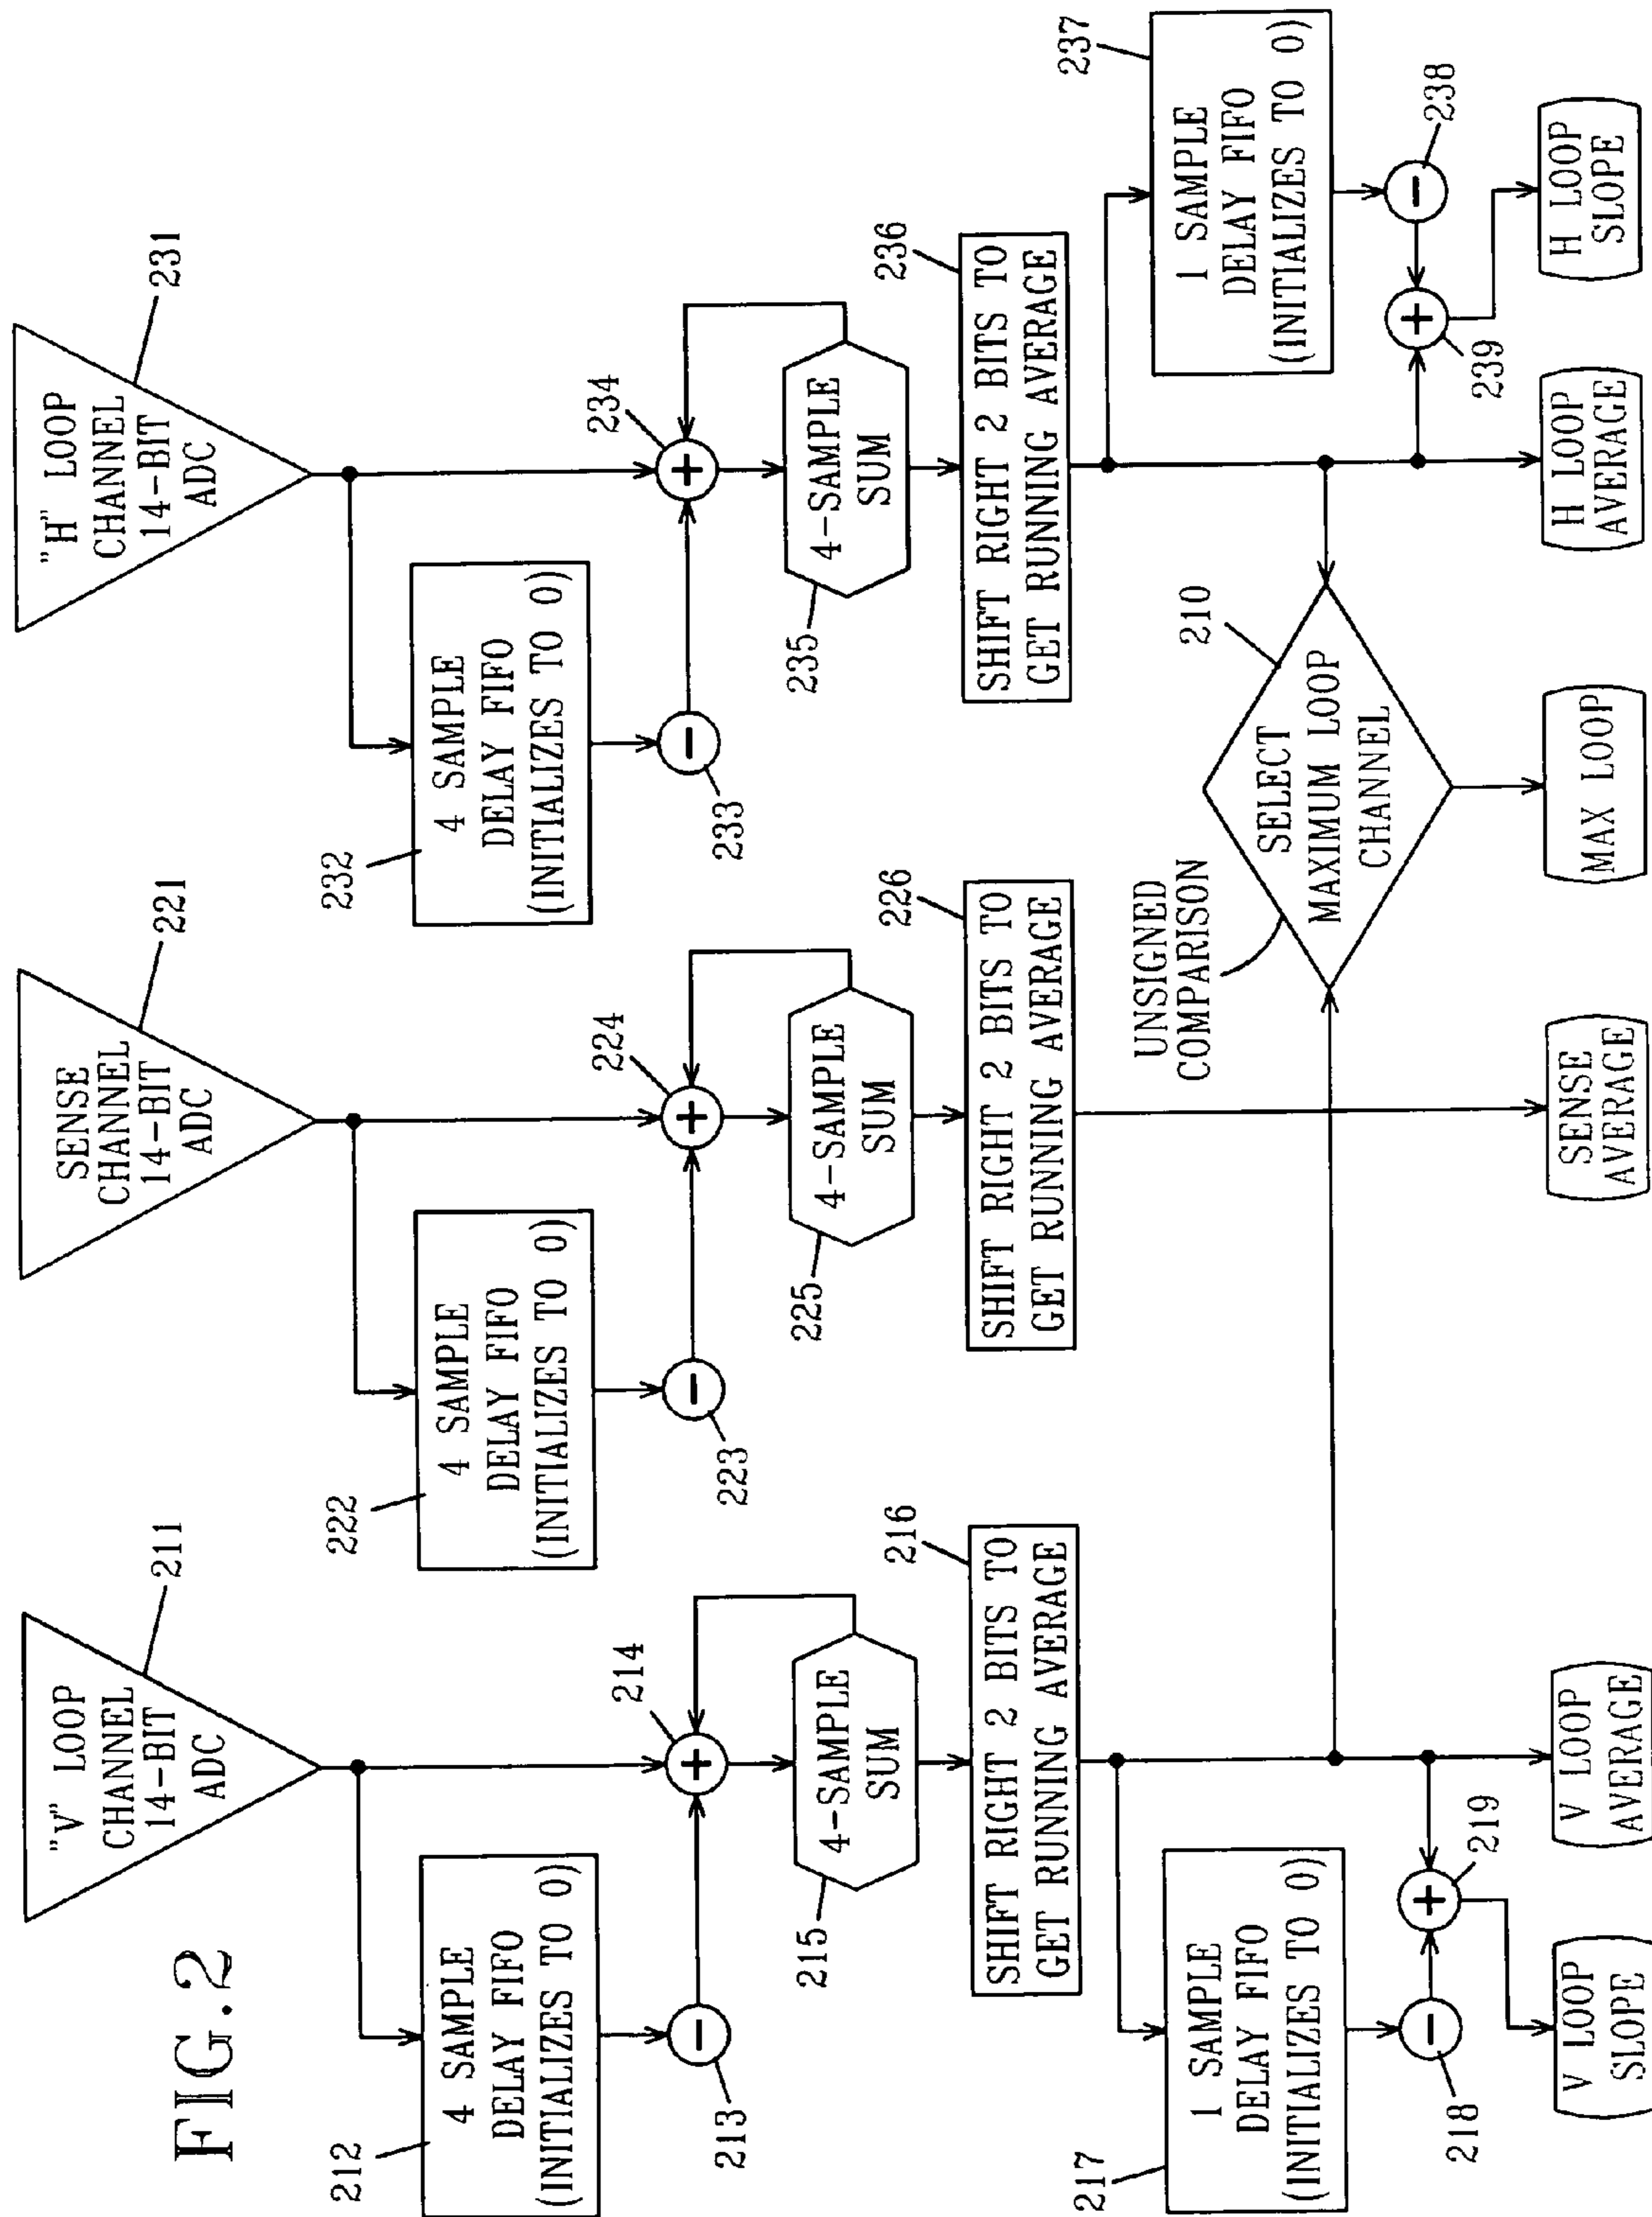 FIG.2
"V" LOOP
CHANNEL
14-BIT
ADC
211
212
4 SAMPLE
DELAY FIFO
(INITIALIZES TO 0)
213
214
215
4-SAMPLE
SUM
216
SHIFT RIGHT 2 BITS TO
GET RUNNING AVERAGE
217
1 SAMPLE
DELAY FIFO
(INITIALIZES TO 0)
218
219
V LOOP
SLOPE
V LOOP
AVERAGE
SENSE
CHANNEL
14-BIT
ADC
221
222
4 SAMPLE
DELAY FIFO
(INITIALIZES TO 0)
223
224
225
4-SAMPLE
SUM
226
SHIFT RIGHT 2 BITS TO
GET RUNNING AVERAGE
SENSE
AVERAGE
"H" LOOP
CHANNEL
14-BIT
ADC
231
232
4 SAMPLE
DELAY FIFO
(INITIALIZES TO 0)
233
234
235
4-SAMPLE
SUM
236
SHIFT RIGHT 2 BITS TO
GET RUNNING AVERAGE
UNSIGNED
COMPARISON
210
SELECT
MAXIMUM LOOP
CHANNEL
MAX LOOP
237
1 SAMPLE
DELAY FIFO
(INITIALIZES TO 0)
238
239
H LOOP
AVERAGE
H LOOP
SLOPE